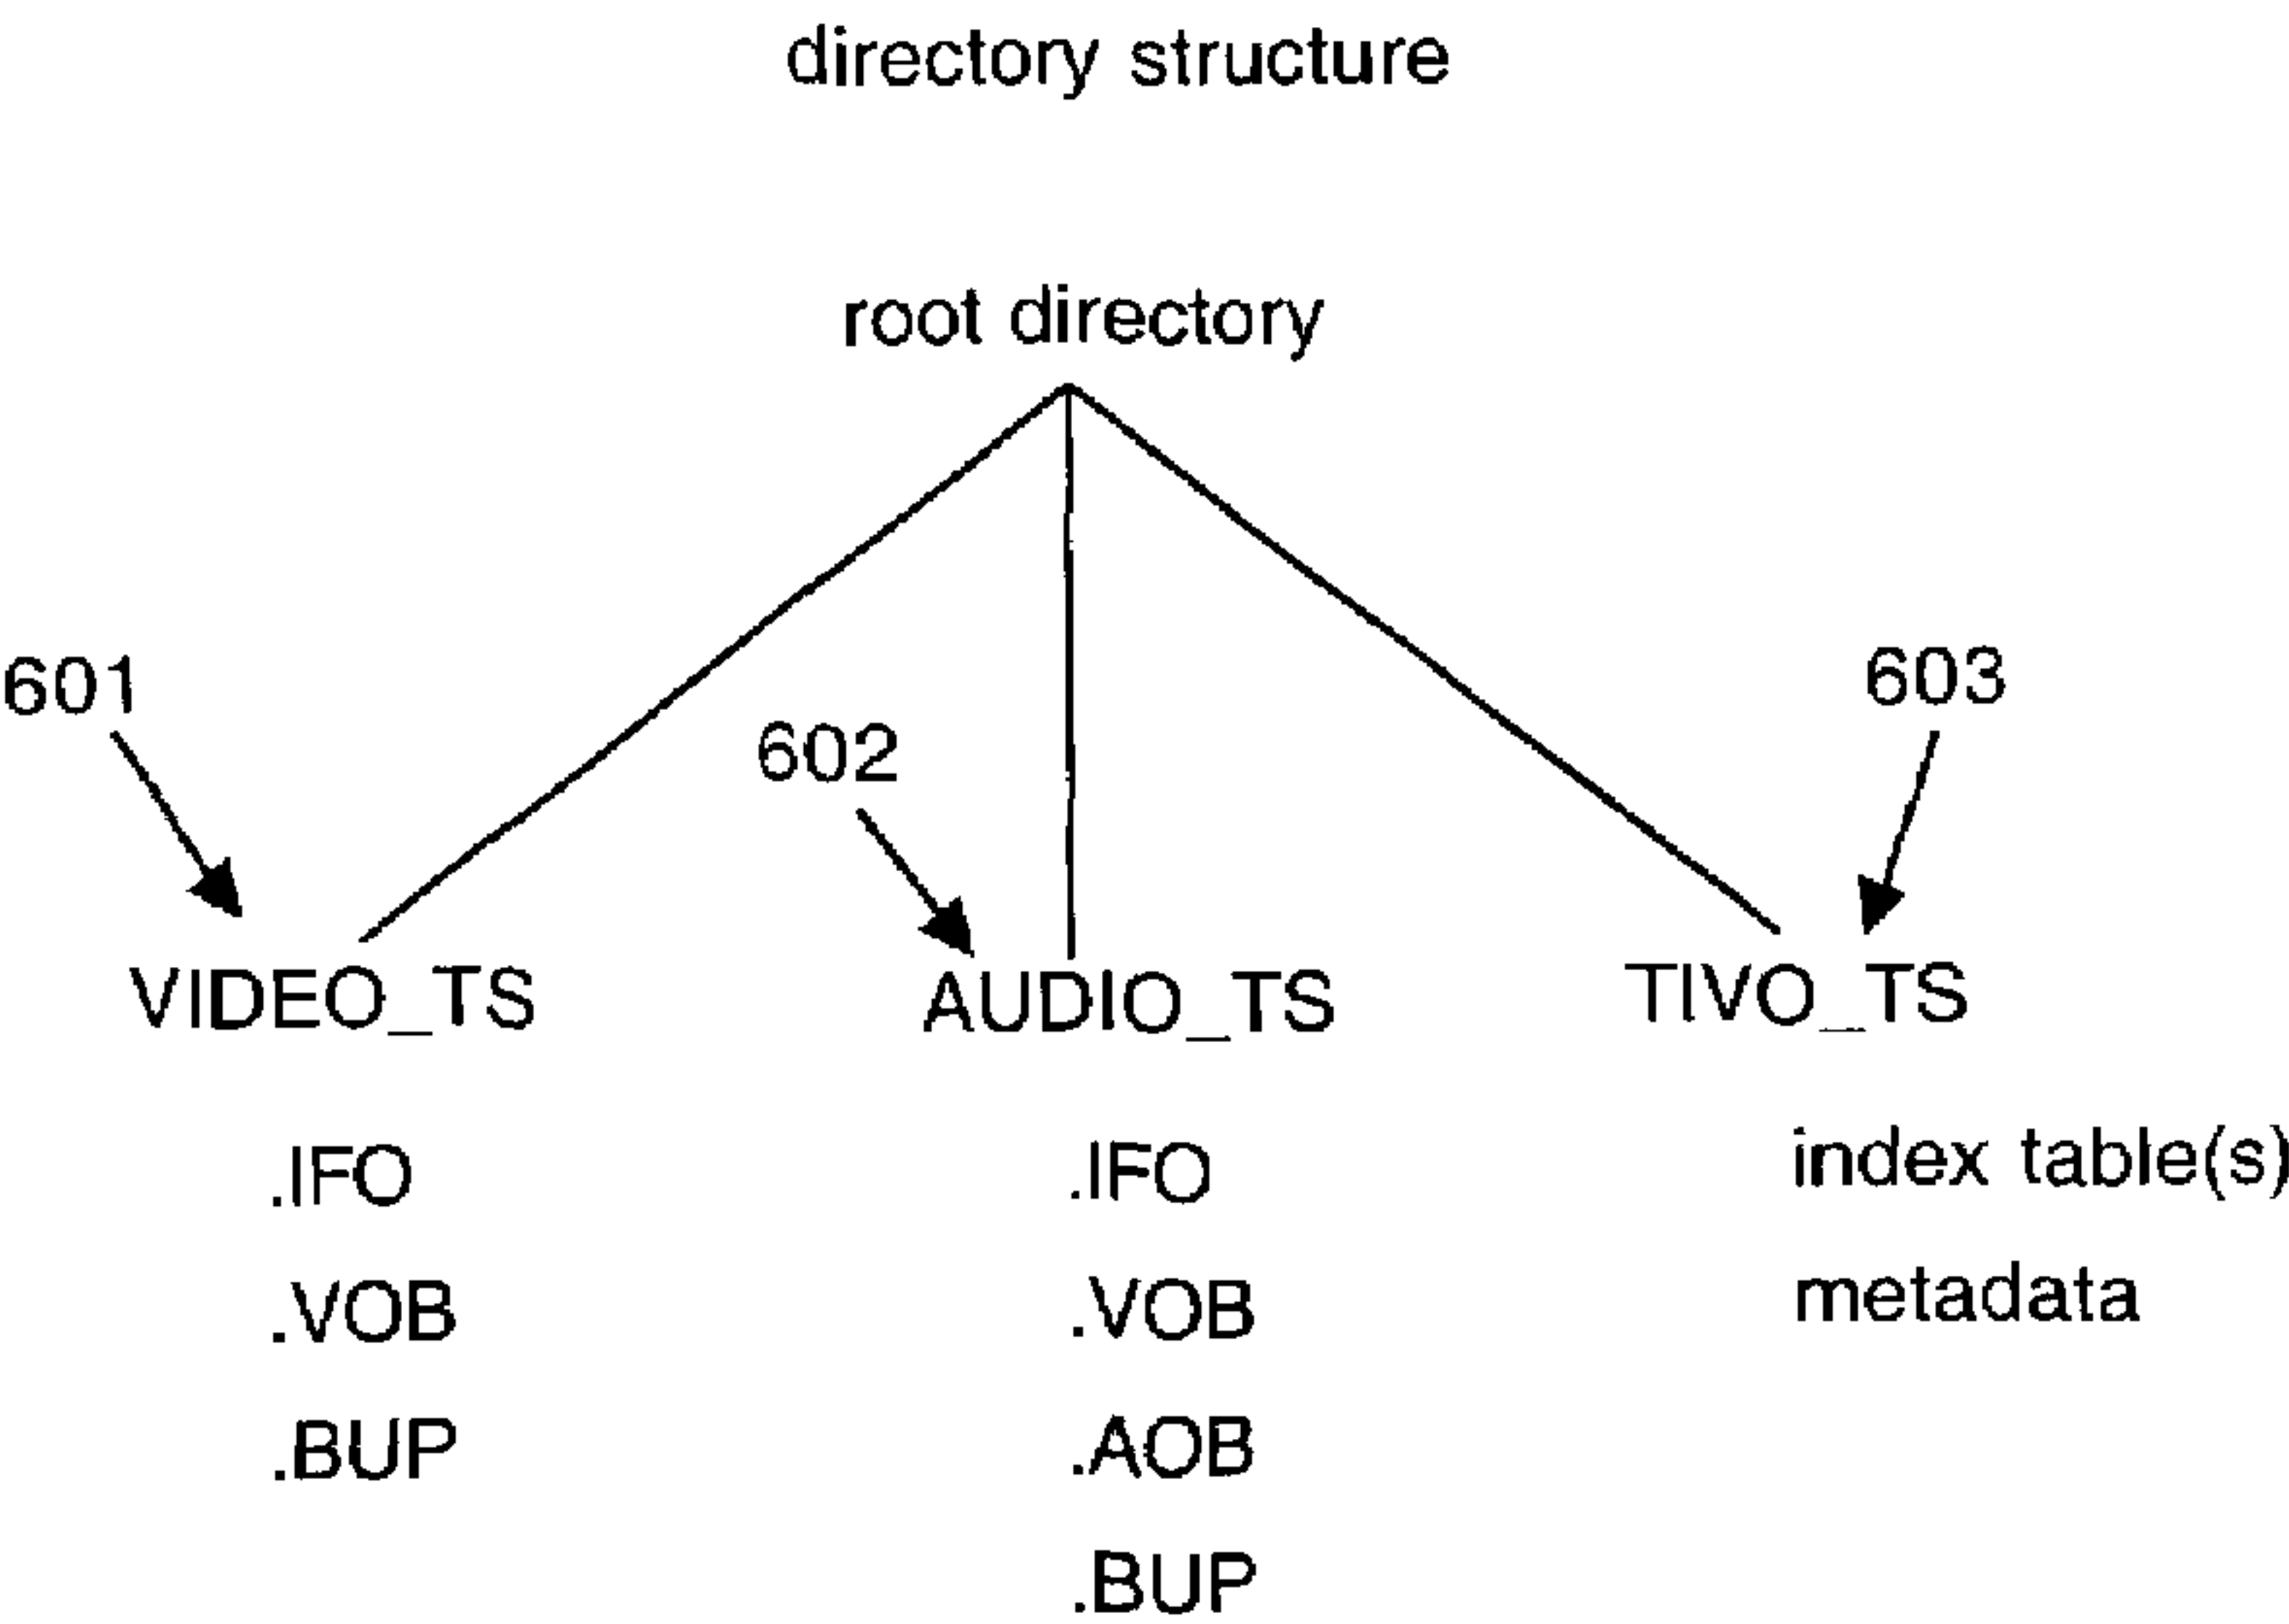 directory structure
root directory
601
602
603
VIDEO_TS
.IFO
.VOB
.BUP
AUDIO_TS
.IFO
.VOB
.AOB
.BUP
TIVO_TS
index table(s)
metadata